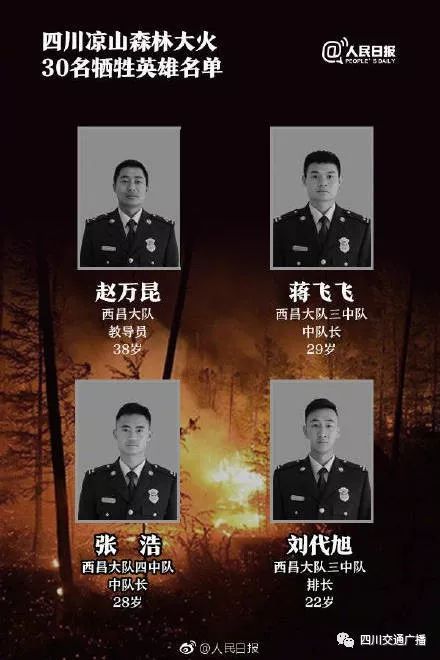 四川凉山森林大火
30名牺牲英雄名单
@人民日报
PEOPLE'S DAILY
赵万昆
西昌大队
教导员
38岁
蒋飞飞
西昌大队三中队
中队长
29岁
张 浩
西昌大队四中队
中队长
28岁
刘代旭
西昌大队三中队
排长
22岁
@人民日报
四川交通广播